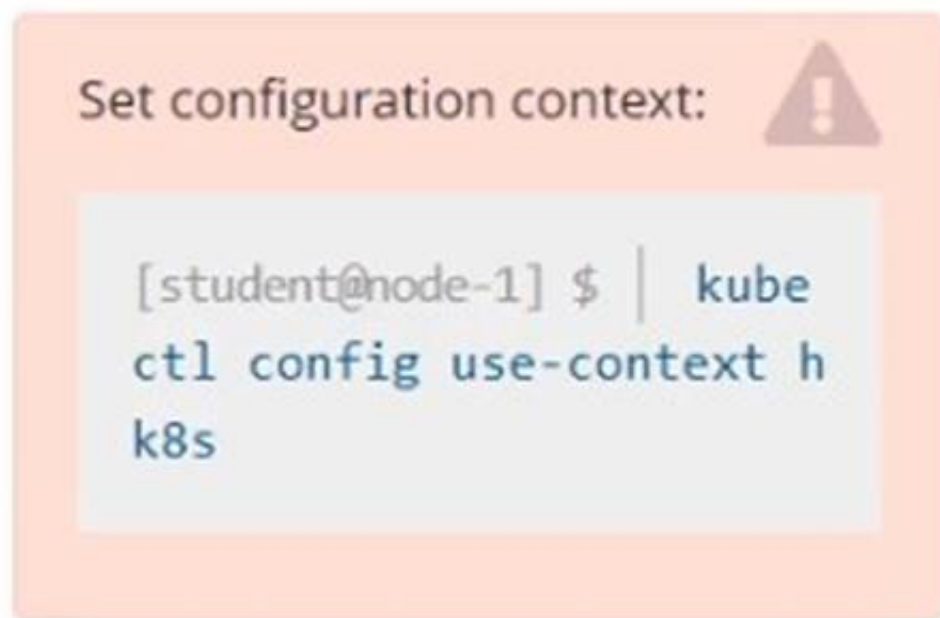 Set configuration context:
[student@node-1] $ | kube
ctl config use-context h
k8s